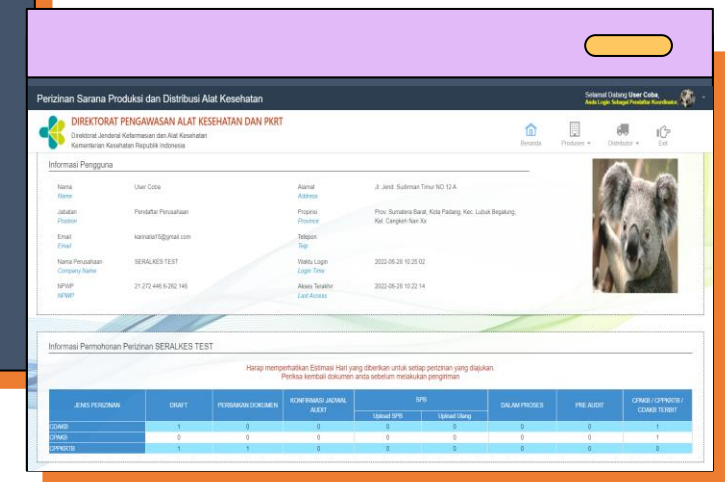 Perizinan Sarana Produksi dan Distribusi Alat Kesehatan
Selamat Datang User Coba,
Anda Login Sebagai Pendaftar Koordinator
DIREKTORAT PENGAWASAN ALAT KESEHATAN DAN PKRT
Direktorat Jenderal Kefarmasian dan Alat Kesehatan
Kementerian Kesehatan Republik Indonesia
Beranda Produsen Distributor Exit
Informasi Pengguna
Nama User Coba Alamat Jl. Jend. Sudirman Timur NO 12 A
Name Address
Jabatan Pendaftar Perusahaan Propinsi Prov. Sumatera Barat, Kota Padang, Kec. Lubuk Begalung,
Position Province Kel. Cangkeh Nan Xx
Email Telepon
Email Telp
Nama Perusahaan SERALKES TEST Waktu Login 2022-06-28 10:25:02
Company Name Login Time
NPWP Akses Terakhir 2022-06-28 10:22:14
NPWP Last Access
Informasi Permohonan Perizinan SERALKES TEST
Harap memperhatikan Estimasi Hari yang diberikan untuk setiap perizinan yang diajukan.
Periksa kembali dokumen anda sebelum melakukan pengiriman
JENIS PERIZINAN DRAFT PERBAIKAN DOKUMEN KONFIRMASI JADWAL AUDIT SPB DALAM PROSES PRE AUDIT CPAKB / CPPKRTB / CDAKB TERBIT
Upload SPB Upload Ulang
CDAKB 1 0 0 0 0 0 0 1
CPAKB 0 0 0 0 0 0 0 1
CPPKRTB 1 1 0 0 0 0 0 0